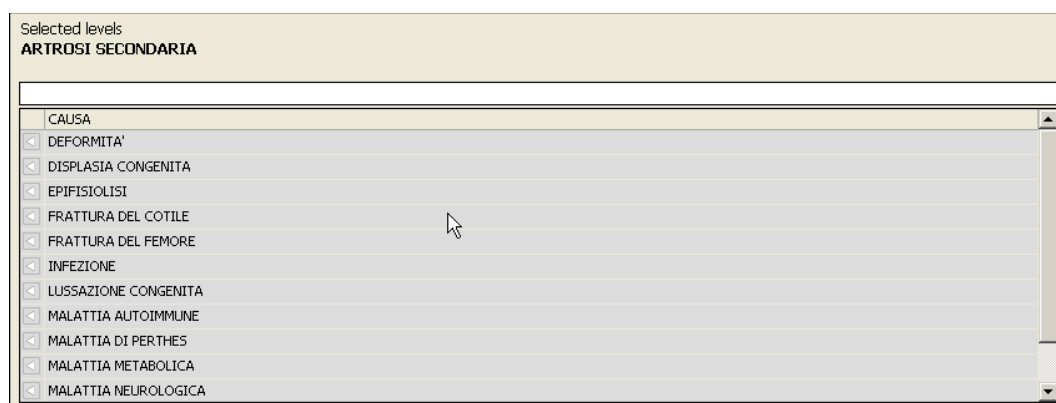 Selected levels
ARTROSI SECONDARIA
CAUSA
DEFORMITA'
DISPLASIA CONGENITA
EPIFISIOLISI
FRATTURA DEL COTILE
FRATTURA DEL FEMORE
INFEZIONE
LUSSAZIONE CONGENITA
MALATTIA AUTOIMMUNE
MALATTIA DI PERTHES
MALATTIA METABOLICA
MALATTIA NEUROLOGICA